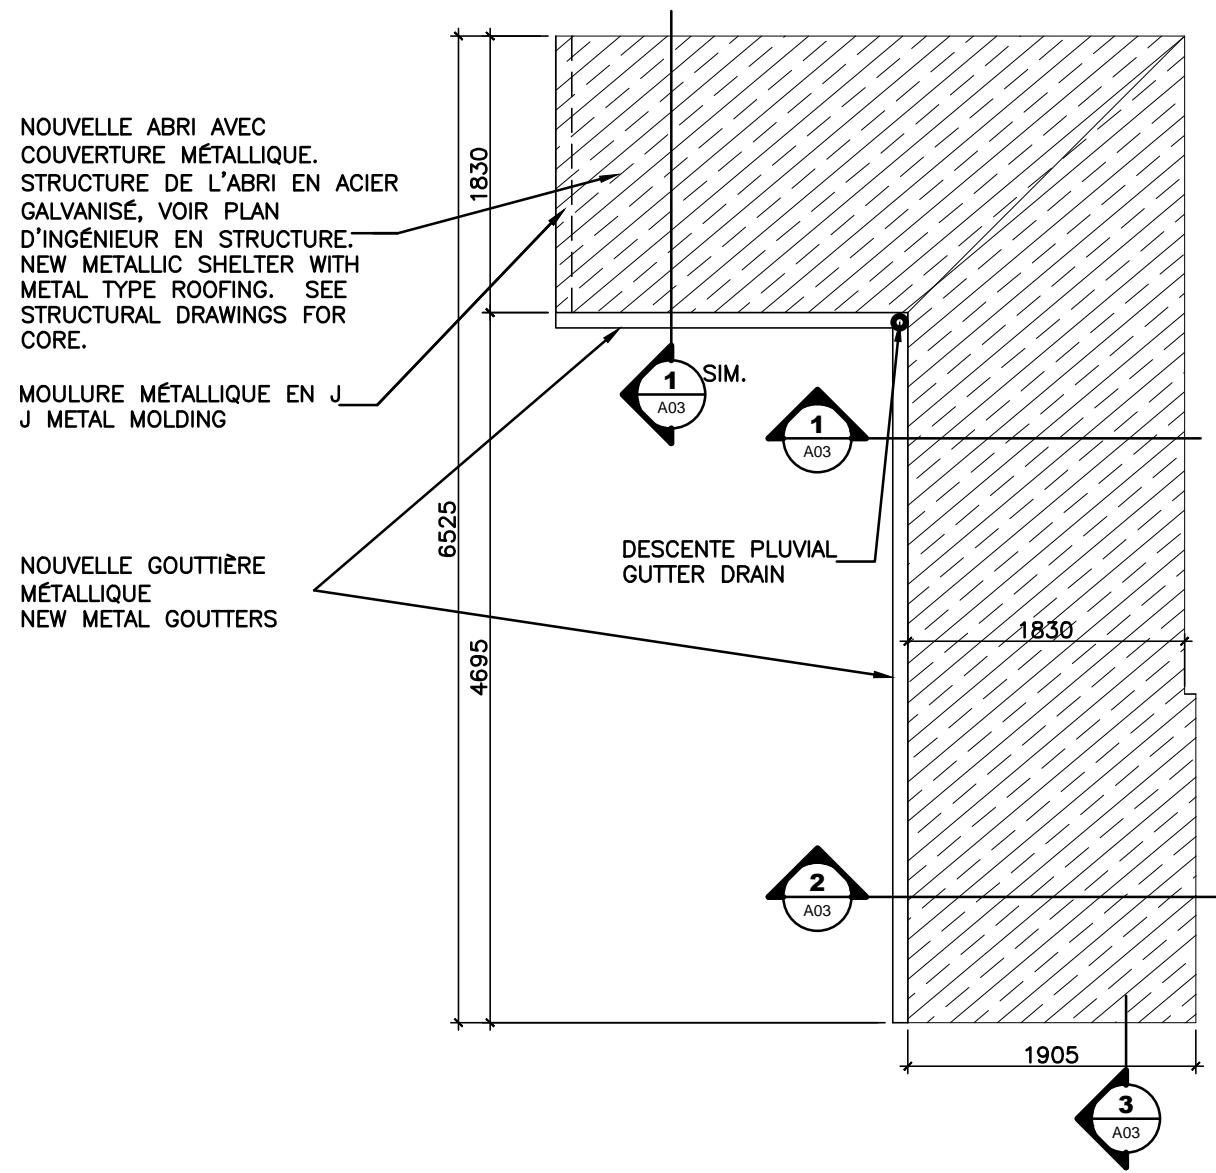 NOUVELLE ABRI AVEC
COUVERTURE MÉTALLIQUE.
STRUCTURE DE L'ABRI EN ACIER
GALVANISÉ, VOIR PLAN
D'INGÉNIEUR EN STRUCTURE.
NEW METALLIC SHELTER WITH
METAL TYPE ROOFING. SEE
STRUCTURAL DRAWINGS FOR
CORE.
MOULURE MÉTALLIQUE EN J
J METAL MOLDING
NOUVELLE GOUTTIÈRE
MÉTALLIQUE
NEW METAL GOUTTERS
1830
6525
4695
1
A03
SIM.
1
A03
DESCENTE PLUVIAL
GUTTER DRAIN
1830
2
A03
1905
3
A03